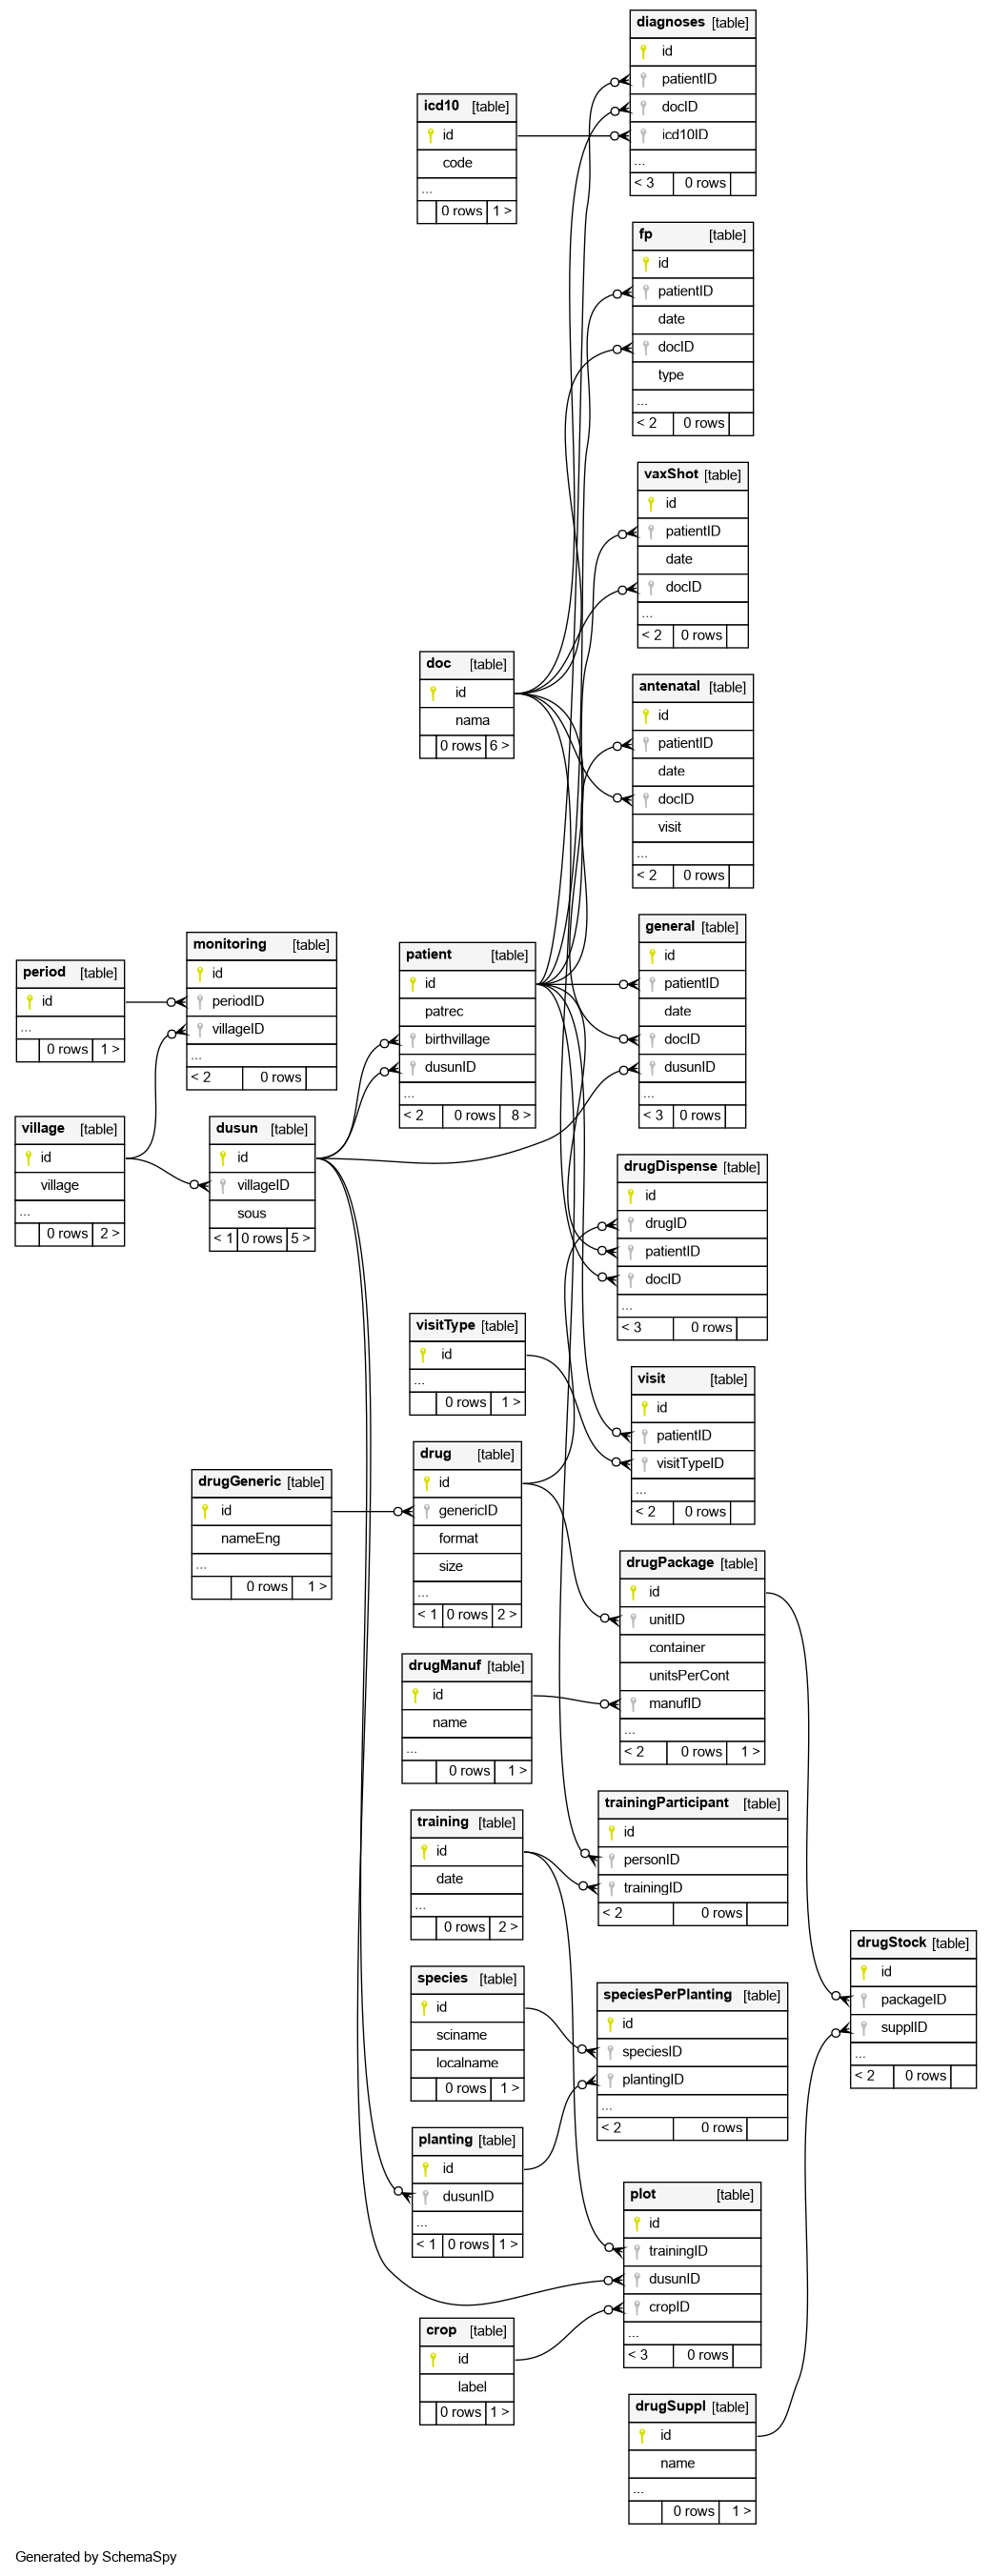 diagnoses [table]
id
patientID
docID
icd10ID
...
< 3 0 rows
icd10 [table]
id
code
...
0 rows 1 >
fp [table]
id
patientID
date
docID
type
...
< 2 0 rows
vaxShot [table]
id
patientID
date
docID
...
< 2 0 rows
doc [table]
id
nama
0 rows 6 >
antenatal [table]
id
patientID
date
docID
visit
...
< 2 0 rows
general [table]
id
patientID
date
docID
dusunID
...
< 3 0 rows
monitoring [table]
id
periodID
villageID
...
< 2 0 rows
patient [table]
id
patrec
birthvillage
dusunID
...
< 2 0 rows 8 >
period [table]
id
...
0 rows 1 >
village [table]
id
village
...
0 rows 2 >
dusun [table]
id
villageID
sous
< 1 0 rows 5 >
drugDispense [table]
id
drugID
patientID
docID
...
< 3 0 rows
visitType [table]
id
...
0 rows 1 >
visit [table]
id
patientID
visitTypeID
...
< 2 0 rows
drug [table]
id
genericID
format
size
...
< 1 0 rows 2 >
drugGeneric [table]
id
nameEng
...
0 rows 1 >
drugPackage [table]
id
unitID
container
unitsPerCont
manufID
...
< 2 0 rows 1 >
drugManuf [table]
id
name
...
0 rows 1 >
trainingParticipant [table]
id
personID
trainingID
< 2 0 rows
training [table]
id
date
...
0 rows 2 >
drugStock [table]
id
packageID
supplID
...
< 2 0 rows
species [table]
id
sciname
localname
0 rows 1 >
speciesPerPlanting [table]
id
speciesID
plantingID
...
< 2 0 rows
planting [table]
id
dusunID
...
< 1 0 rows 1 >
plot [table]
id
trainingID
dusunID
cropID
...
< 3 0 rows
crop [table]
id
label
0 rows 1 >
drugSuppl [table]
id
name
...
0 rows 1 >
Generated by SchemaSpy